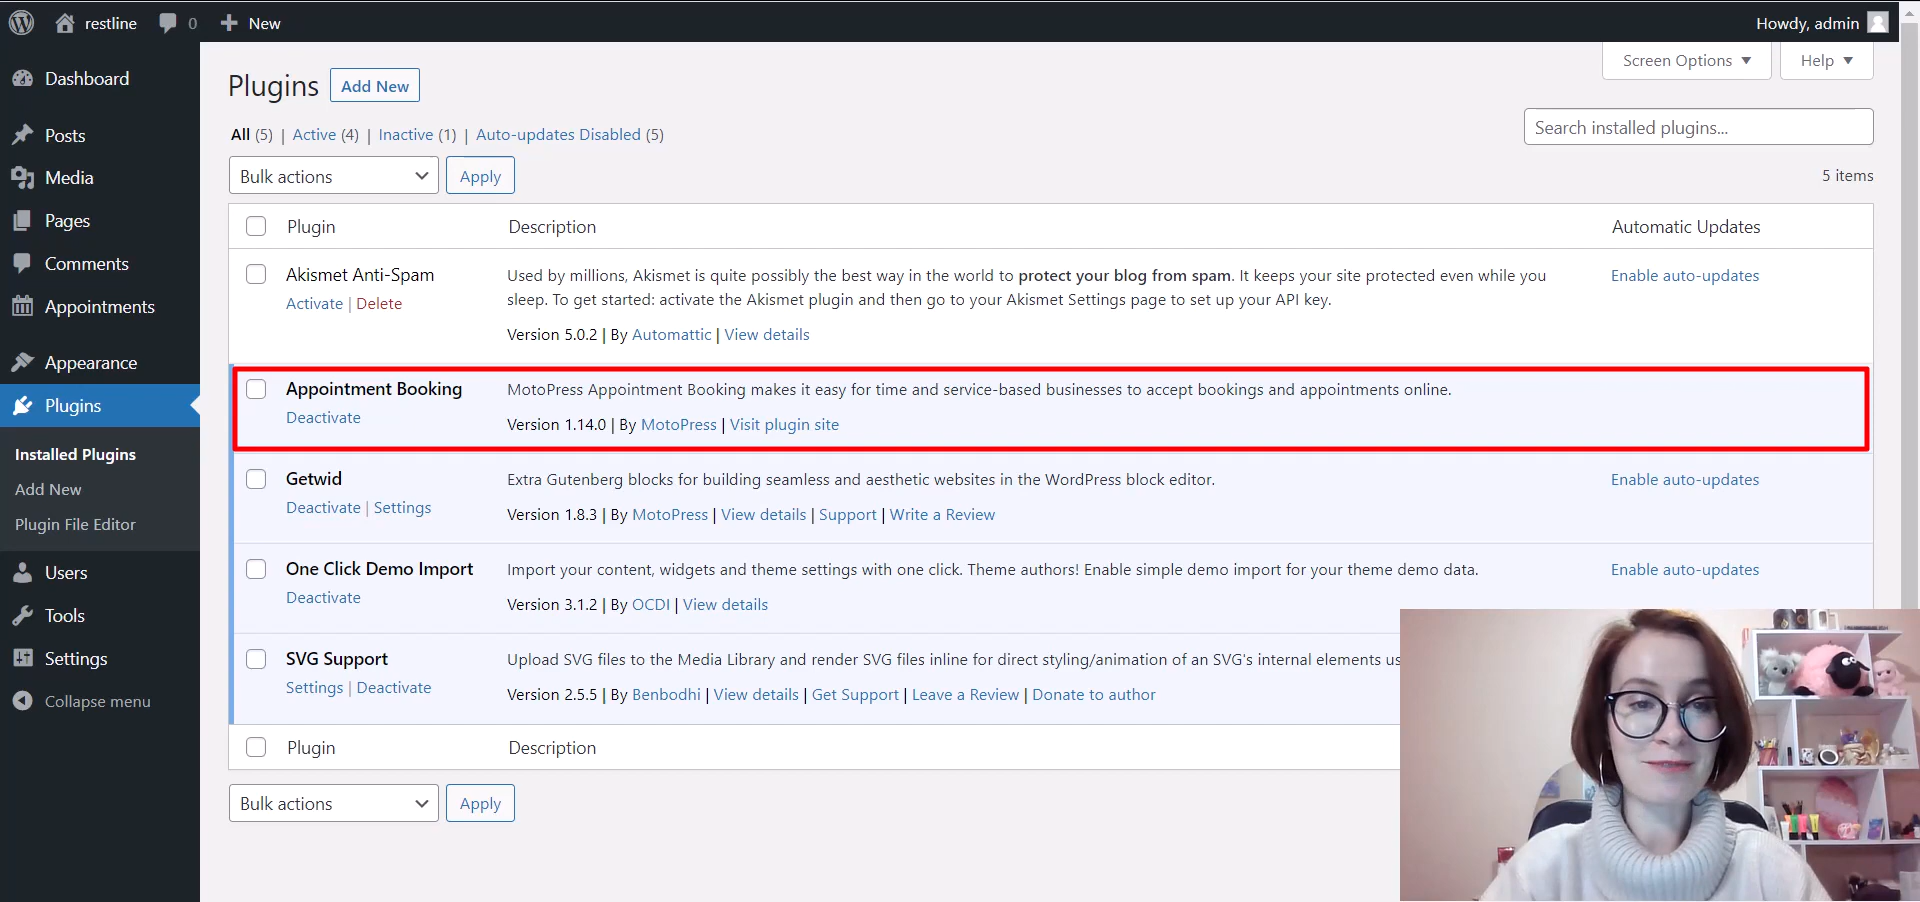 restline
0
New
Howdy, admin
Dashboard
Posts
Media
Pages
Comments
Appointments
Appearance
Plugins
Installed Plugins
Add New
Plugin File Editor
Users
Tools
Settings
Collapse menu
Screen Options
Help
Plugins
Add New
All (5) | Active (4) | Inactive (1) | Auto-updates Disabled (5)
Search installed plugins...
Bulk actions
Apply
5 items
Plugin
Description
Automatic Updates
Akismet Anti-Spam
Activate | Delete
Used by millions, Akismet is quite possibly the best way in the world to protect your blog from spam. It keeps your site protected even while you
sleep. To get started: activate the Akismet plugin and then go to your Akismet Settings page to set up your API key.
Version 5.0.2 | By Automattic | View details
Enable auto-updates
Appointment Booking
Deactivate
MotoPress Appointment Booking makes it easy for time and service-based businesses to accept bookings and appointments online.
Version 1.14.0 | By MotoPress | Visit plugin site
Getwid
Deactivate | Settings
Extra Gutenberg blocks for building seamless and aesthetic websites in the WordPress block editor.
Version 1.8.3 | By MotoPress | View details | Support | Write a Review
Enable auto-updates
One Click Demo Import
Deactivate
Import your content, widgets and theme settings with one click. Theme authors! Enable simple demo import for your theme demo data.
Version 3.1.2 | By OCDI | View details
Enable auto-updates
SVG Support
Settings | Deactivate
Upload SVG files to the Media Library and render SVG files inline for direct styling/animation of an SVG's internal elements us
Version 2.5.5 | By Benbodhi | View details | Get Support | Leave a Review | Donate to author
Plugin
Description
Bulk actions
Apply